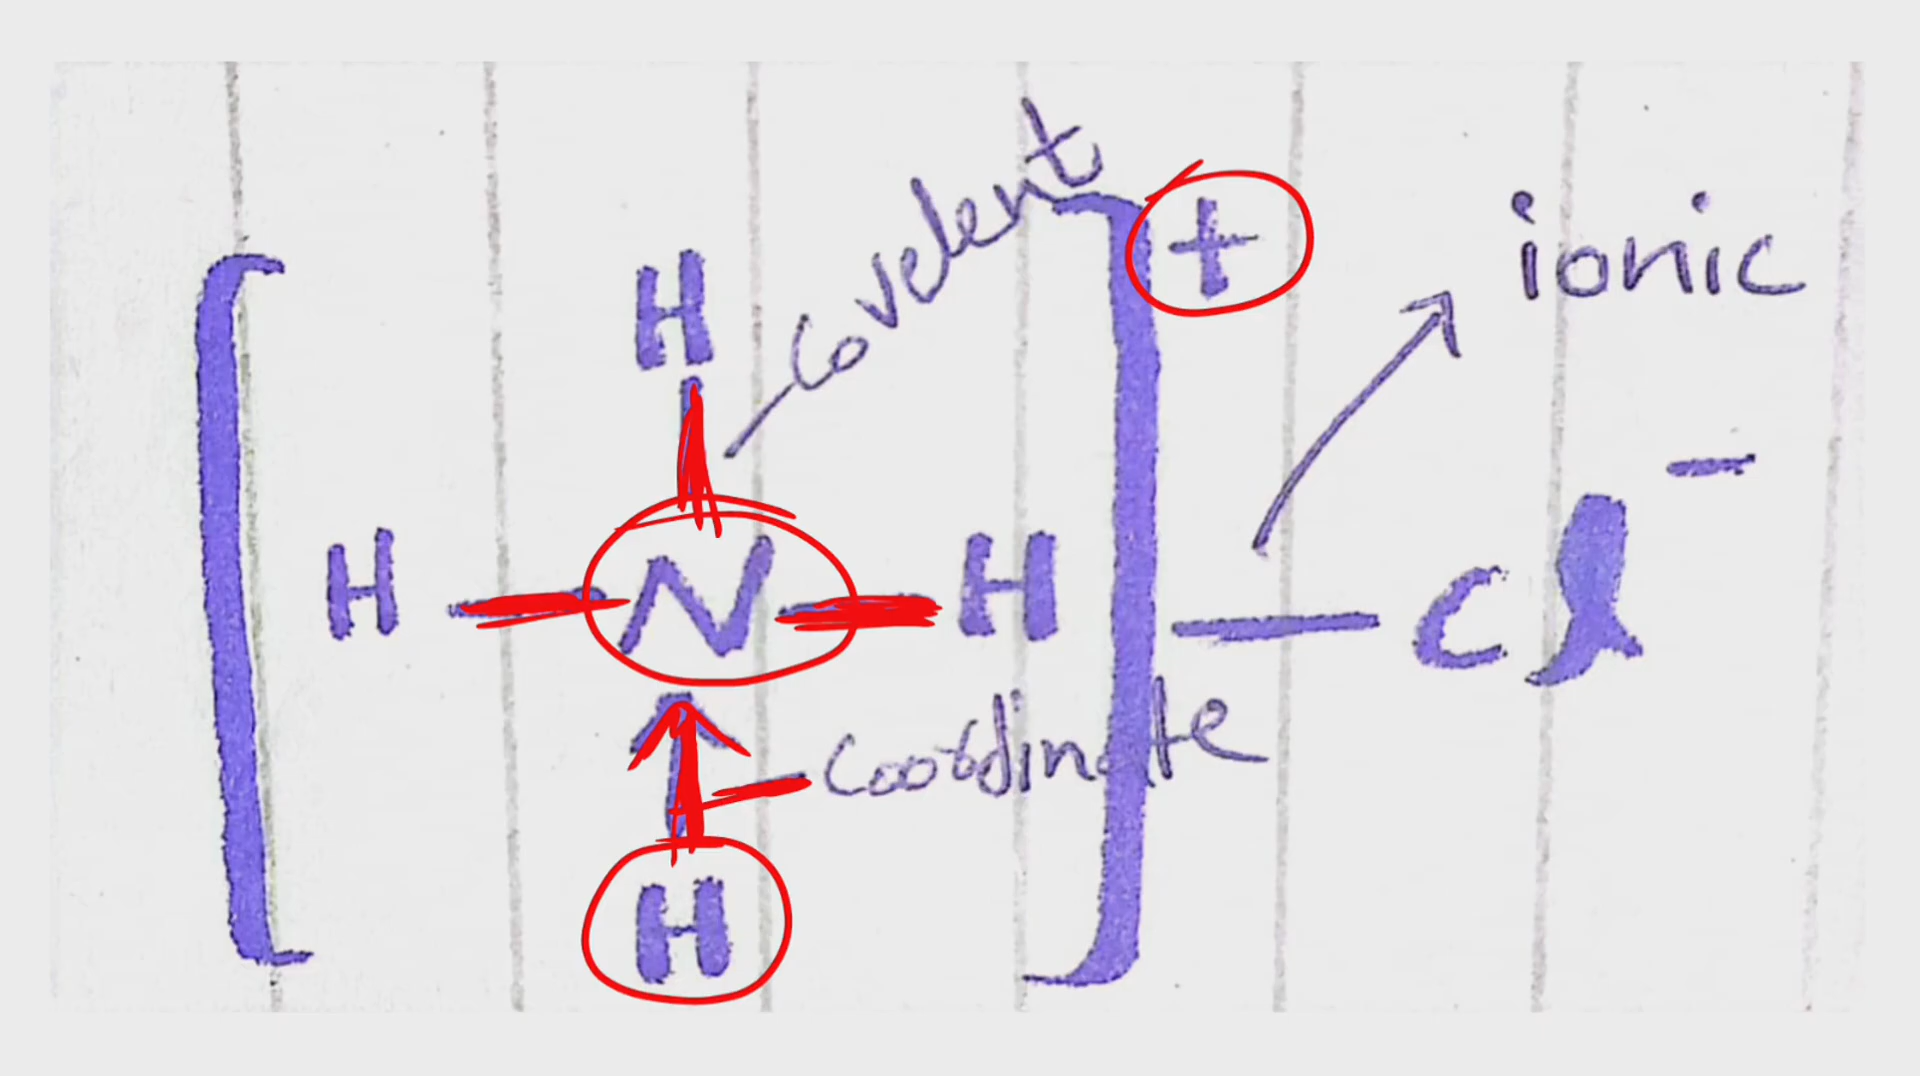 covelent
+
ionic
H
-
H N H Cl
coordinate
H